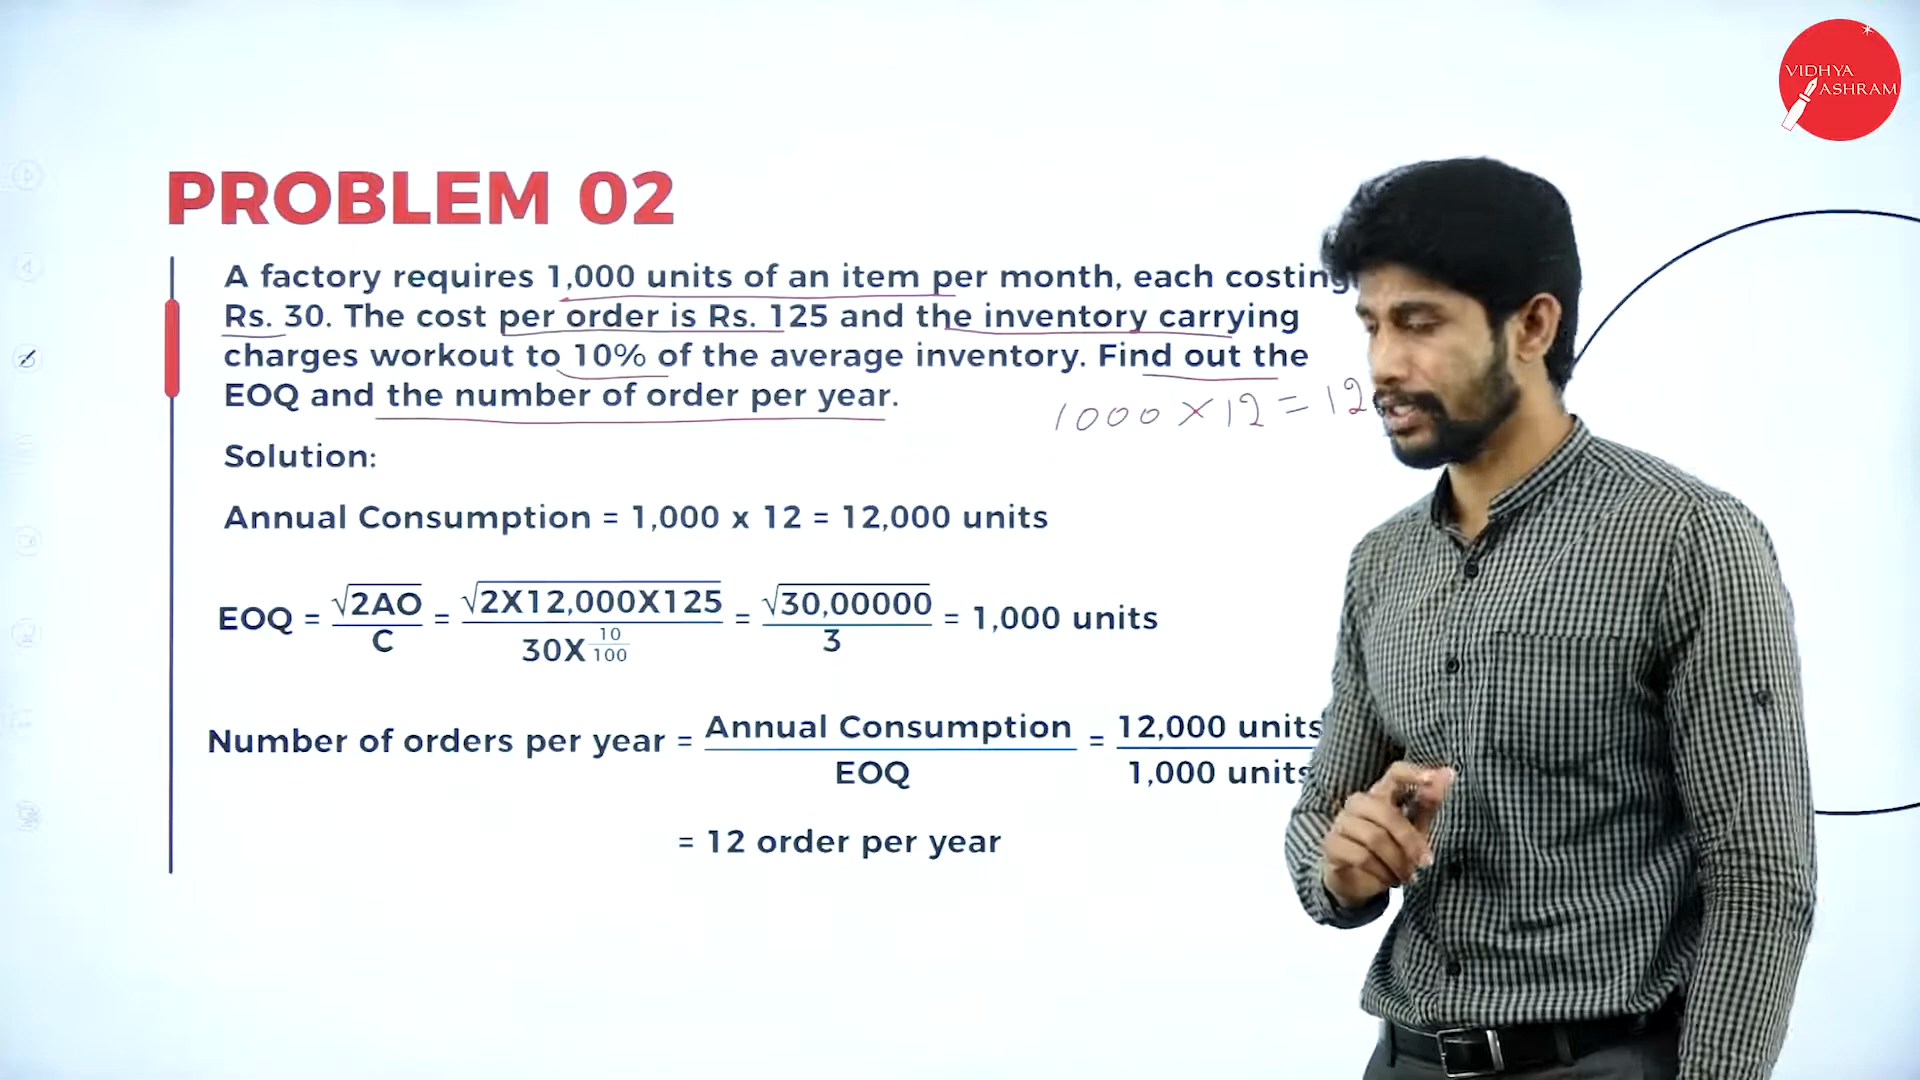 VIDHYA
ASHRAM
PROBLEM 02
A factory requires 1,000 units of an item per month, each costing
Rs. 30. The cost per order is Rs. 125 and the inventory carrying
charges workout to 10% of the average inventory. Find out the
EOQ and the number of order per year.
1000 × 12 = 12
Solution:
Annual Consumption = 1,000 x 12 = 12,000 units
EOQ = √2AO / C = √2X12,000X125 / 30X 10/100 = √30,00000 / 3 = 1,000 units
Number of orders per year = Annual Consumption / EOQ = 12,000 units / 1,000 units
= 12 order per year